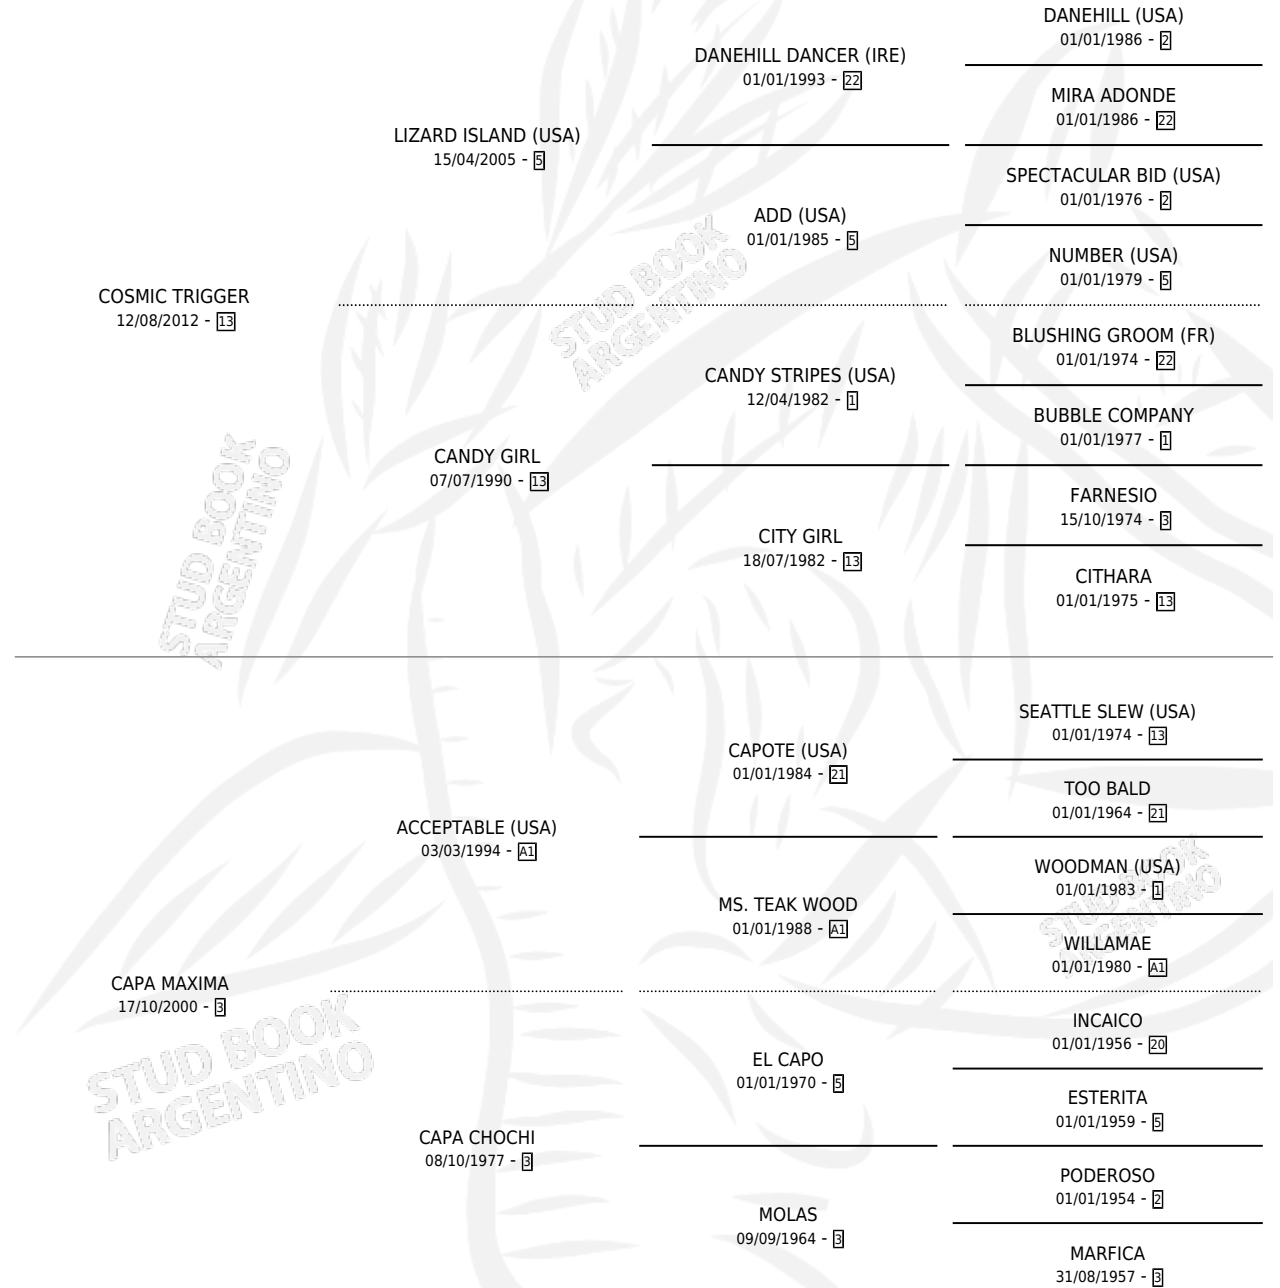 DANEHILL (USA)
01/01/1986 - 2
DANEHILL DANCER (IRE)
01/01/1993 - 22
MIRA ADONDE
01/01/1986 - 22
LIZARD ISLAND (USA)
15/04/2005 - 5
SPECTACULAR BID (USA)
01/01/1976 - 2
ADD (USA)
01/01/1985 - 5
NUMBER (USA)
01/01/1979 - 5
COSMIC TRIGGER
12/08/2012 - 13
BLUSHING GROOM (FR)
01/01/1974 - 22
CANDY STRIPES (USA)
12/04/1982 - 1
BUBBLE COMPANY
01/01/1977 - 1
CANDY GIRL
07/07/1990 - 13
FARNESIO
15/10/1974 - 3
CITY GIRL
18/07/1982 - 13
CITHARA
01/01/1975 - 13
SEATTLE SLEW (USA)
01/01/1974 - 13
CAPOTE (USA)
01/01/1984 - 21
TOO BALD
01/01/1964 - 21
ACCEPTABLE (USA)
03/03/1994 - A1
WOODMAN (USA)
01/01/1983 - 1
MS. TEAK WOOD
01/01/1988 - A1
WILLAMAE
01/01/1980 - A1
CAPA MAXIMA
17/10/2000 - 3
INCAICO
01/01/1956 - 20
EL CAPO
01/01/1970 - 5
ESTERITA
01/01/1959 - 5
CAPA CHOCHI
08/10/1977 - 3
PODEROSO
01/01/1954 - 2
MOLAS
09/09/1964 - 3
MARFICA
31/08/1957 - 3
STUD BOOK
ARGENTINO
STUD BOOK
ARGENTINO
STUD BOOK
ARGENTINO
STUD BOOK
ARGENTINO